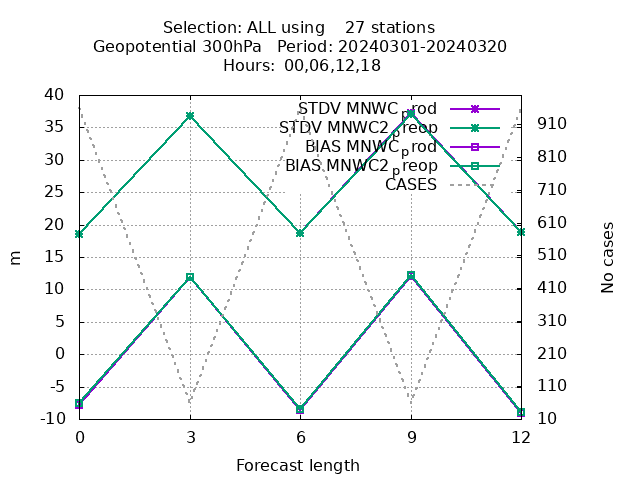 Selection: ALL using    27 stations
Geopotential 300hPa   Period: 20240301-20240320
Hours: 00,06,12,18
STDV MNWC_prod
STDV MNWC2_preop
BIAS MNWC_prod
BIAS MNWC2_preop
CASES
40
35
30
25
20
15
10
5
0
-5
-10
m
910
810
710
610
510
410
310
210
110
10
No cases
0 3 6 9 12
Forecast length